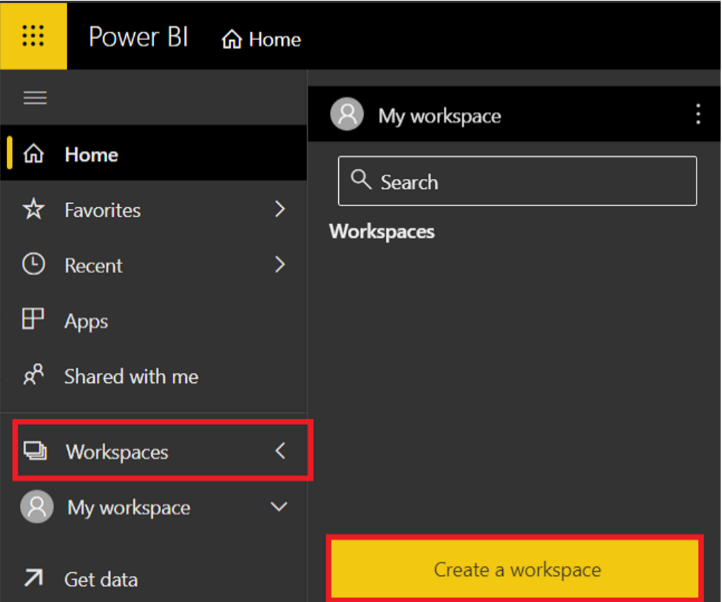 Power BI Home
Home
Favorites
Recent
Apps
Shared with me
Workspaces
My workspace
Get data
My workspace
Search
Workspaces
Create a workspace